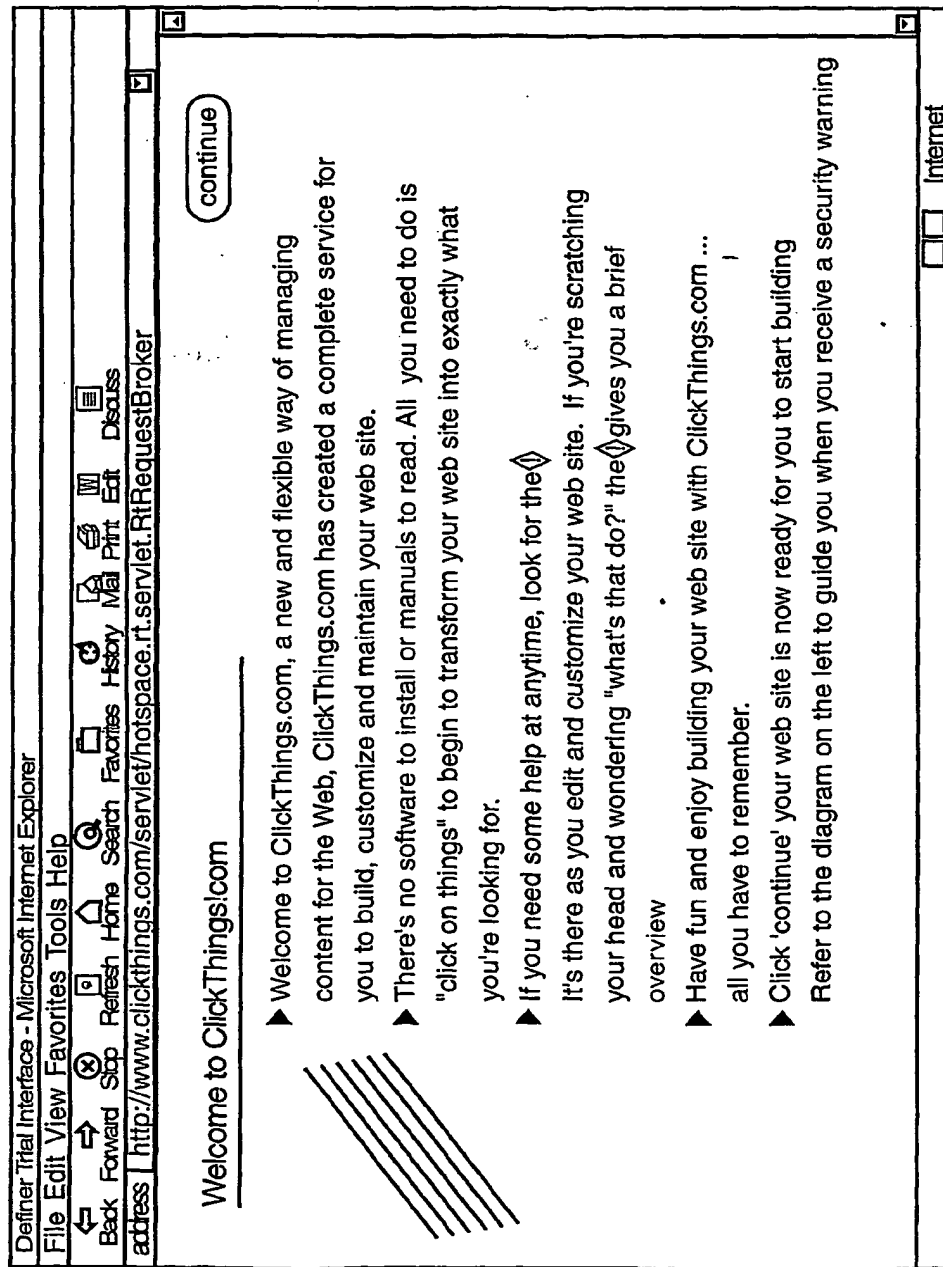 Definer Trial Interface - Microsoft Internet Explorer
File Edit View Favorites Tools Help
Back Forward Stop Refresh Home Search Favorites History Mail Print Edit Discuss
address http://www.clickthings.com/servlet/hotspace.rt.servlet.RtRequestBroker
Welcome to ClickThings!com
continue
Welcome to ClickThings.com, a new and flexible way of managing
content for the Web, ClickThings.com has created a complete service for
you to build, customize and maintain your web site.
There's no software to install or manuals to read. All you need to do is
"click on things" to begin to transform your web site into exactly what
you're looking for.
If you need some help at anytime, look for the
It's there as you edit and customize your web site. If you're scratching
your head and wondering "what's that do?" the gives you a brief
overview
Have fun and enjoy building your web site with ClickThings.com ...
all you have to remember.
Click 'continue' your web site is now ready for you to start building
Refer to the diagram on the left to guide you when you receive a security warning
Internet